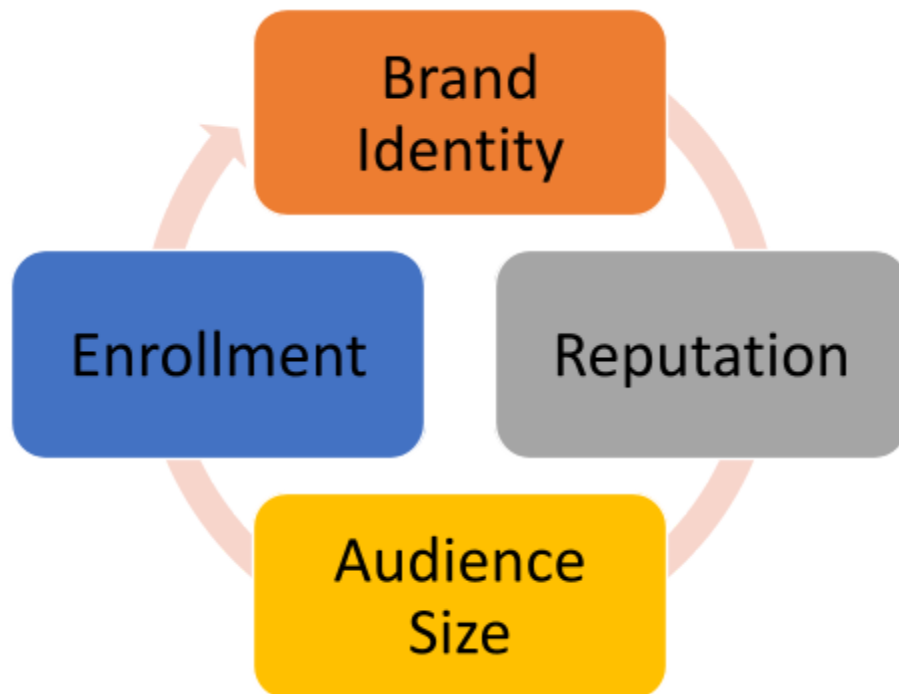 Brand
Identity
Reputation
Audience
Size
Enrollment